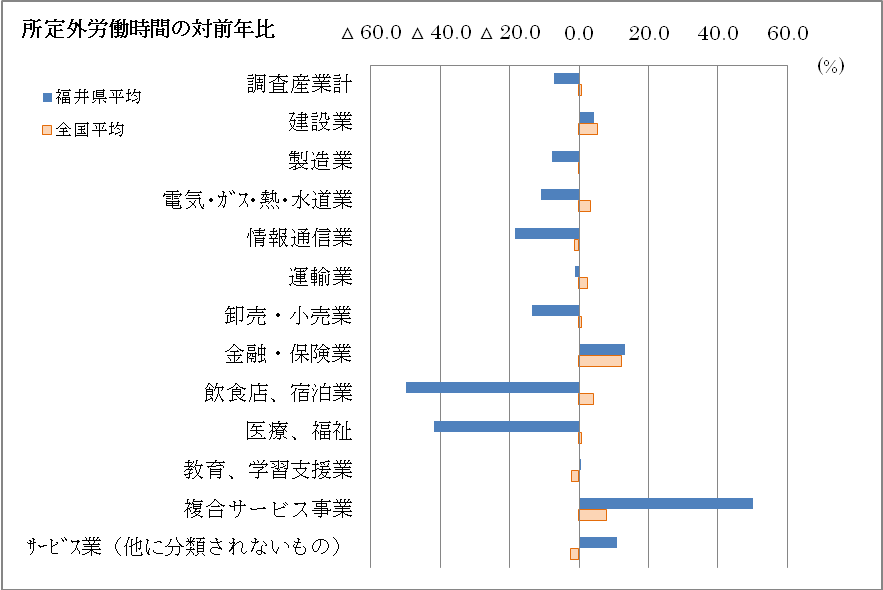 所定外労働時間の対前年比
△ 60.0 △ 40.0 △ 20.0 0.0 20.0 40.0 60.0
(%)
福井県平均
全国平均
調査産業計
建設業
製造業
電気･ｶﾞｽ･熱･水道業
情報通信業
運輸業
卸売・小売業
金融・保険業
飲食店、宿泊業
医療、福祉
教育、学習支援業
複合サービス事業
ｻｰﾋﾞｽ業（他に分類されないもの）